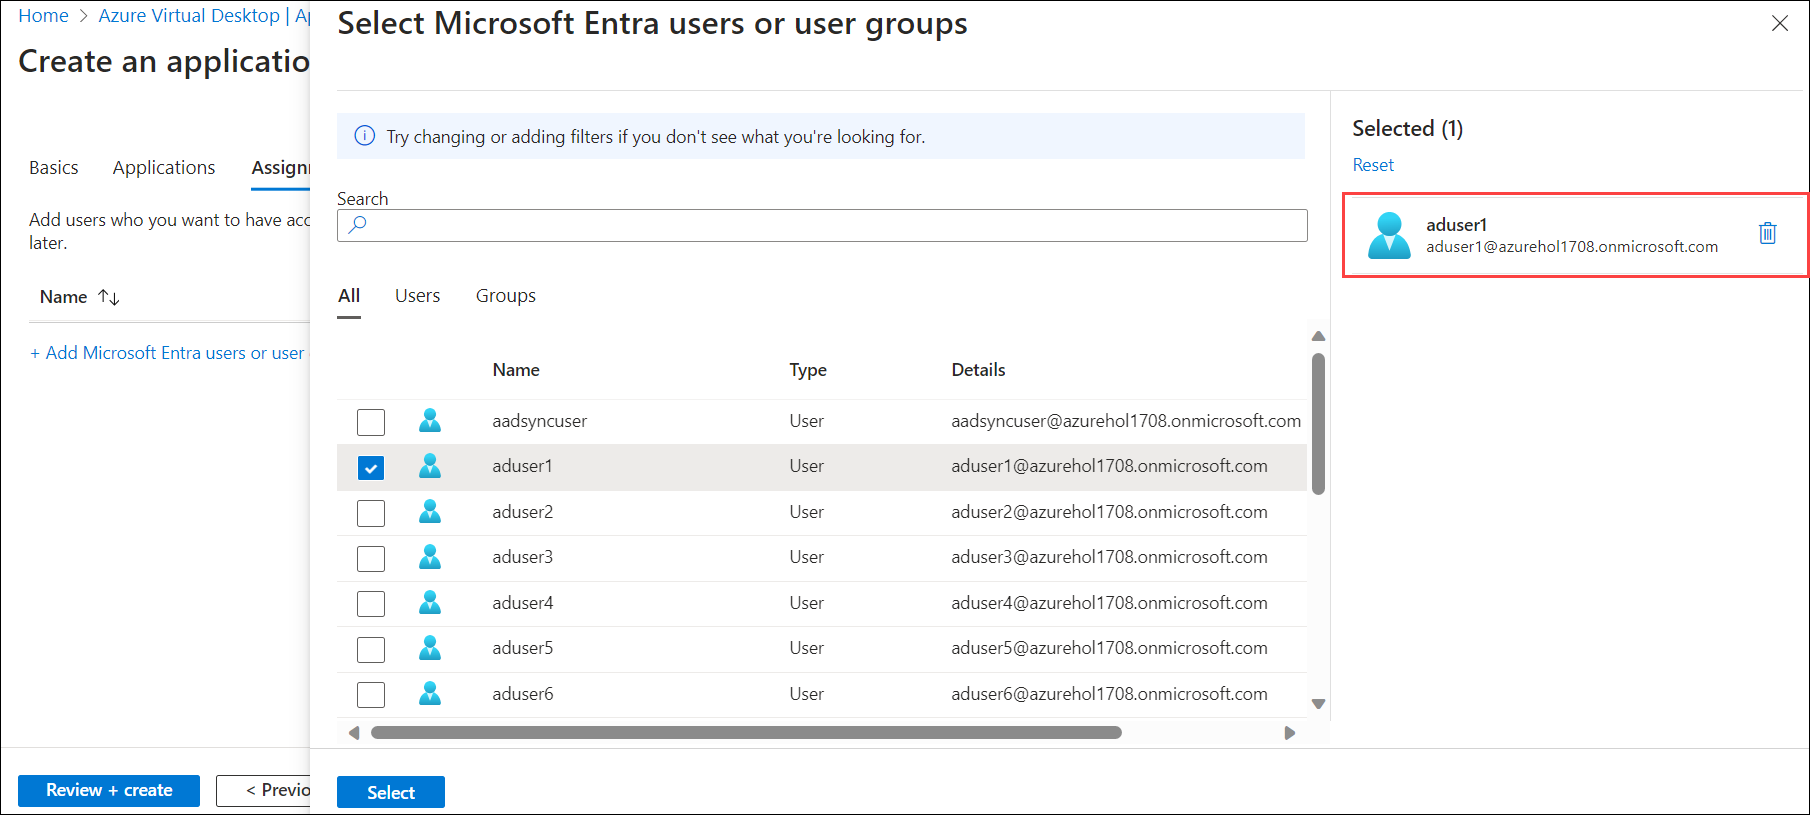 Home > Azure Virtual Desktop | Ap
Create an applicatio
Basics Applications Assignm
Add users who you want to have acc
later.
Name ↑↓
+ Add Microsoft Entra users or user
Review + create
< Previo
Select Microsoft Entra users or user groups
Try changing or adding filters if you don't see what you're looking for.
Search
All Users Groups
Name Type Details
aadsyncuser User aadsyncuser@azurehol1708.onmicrosoft.com
aduser1 User aduser1@azurehol1708.onmicrosoft.com
aduser2 User aduser2@azurehol1708.onmicrosoft.com
aduser3 User aduser3@azurehol1708.onmicrosoft.com
aduser4 User aduser4@azurehol1708.onmicrosoft.com
aduser5 User aduser5@azurehol1708.onmicrosoft.com
aduser6 User aduser6@azurehol1708.onmicrosoft.com
Select
Selected (1)
Reset
aduser1
aduser1@azurehol1708.onmicrosoft.com